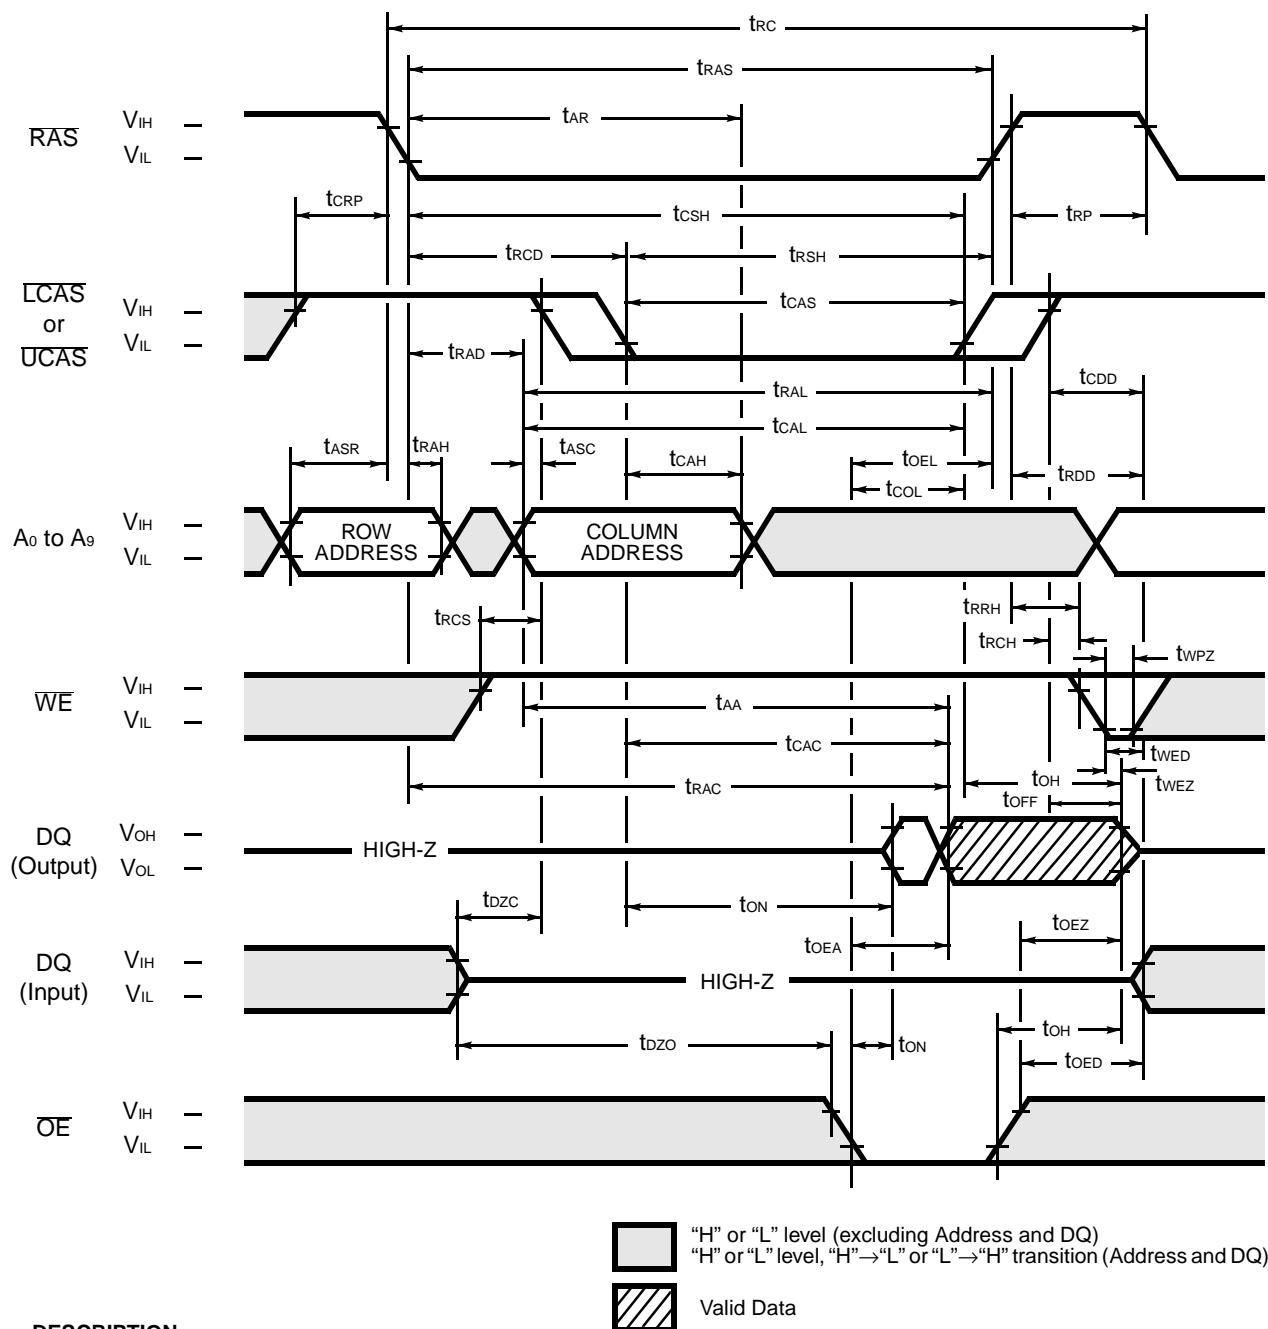 tRC
tRAS
tAR
RAS
VIH
VIL
tCRP
tCSH
tRP
tRCD
tRSH
LCAS
or
UCAS
VIH
VIL
tCAS
tRAD
tCDD
tRAL
tCAL
tASR
tRAH
tASC
tCAH
tOEL
tRDD
tCOL
A0 to A9
VIH
VIL
ROW
ADDRESS
COLUMN
ADDRESS
tRCS
tRRH
tRCH
tWPZ
WE
VIH
VIL
tAA
tCAC
tWED
tRAC
tOH
tWEZ
tOFF
DQ
(Output)
VOH
VOL
HIGH-Z
tDZC
tON
tOEA
tOEZ
DQ
(Input)
VIH
VIL
HIGH-Z
tDZO
tON
tOH
tOED
OE
VIH
VIL
“H” or “L” level (excluding Address and DQ)
“H” or “L” level, “H”→“L” or “L”→“H” transition (Address and DQ)
Valid Data
DESCRIPTION